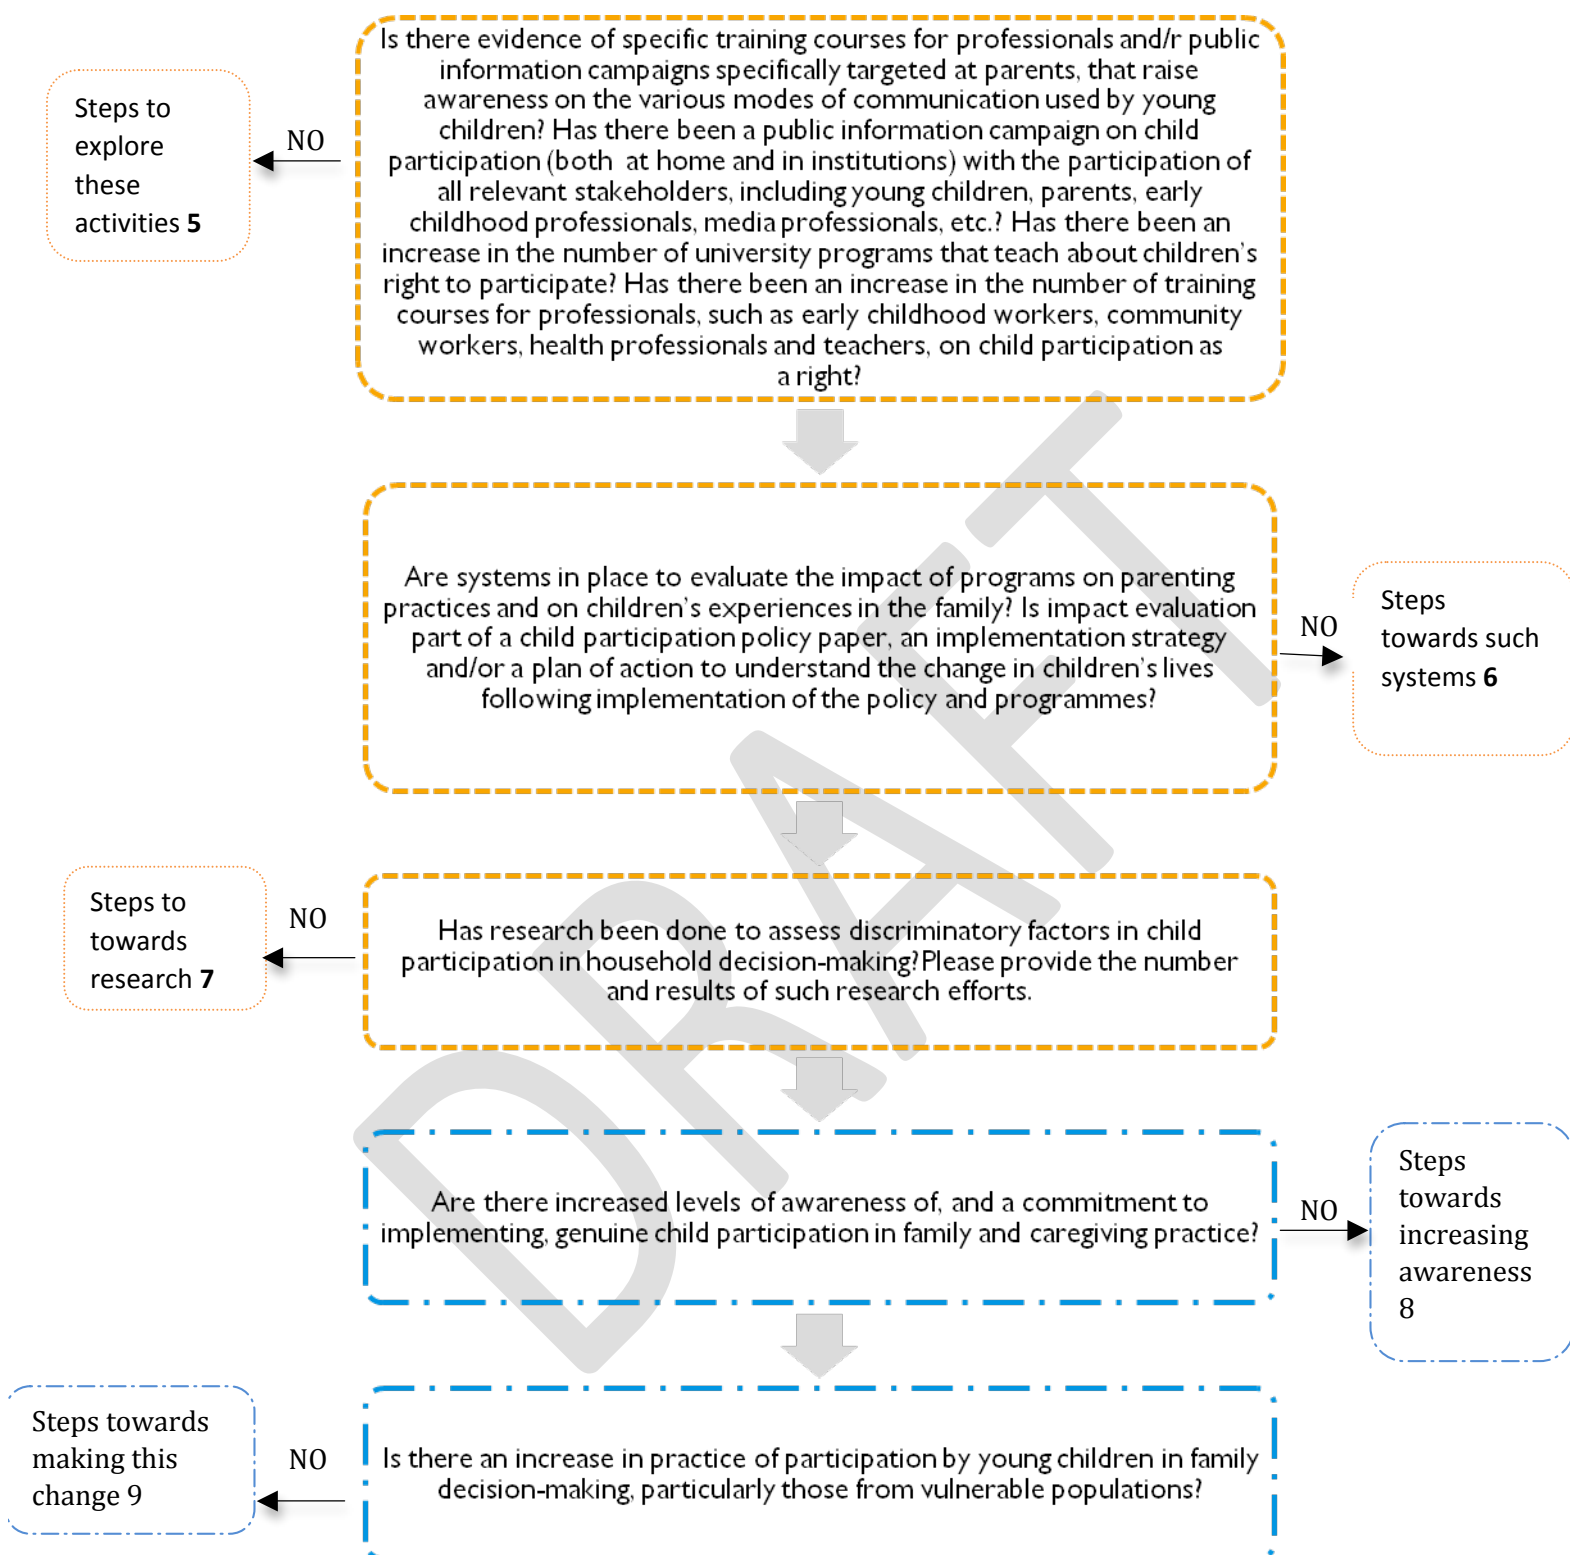 Is there evidence of specific training courses for professionals and/r public
information campaigns specifically targeted at parents, that raise
awareness on the various modes of communication used by young
children? Has there been a public information campaign on child
participation (both at home and in institutions) with the participation of
all relevant stakeholders, including young children, parents, early
childhood professionals, media professionals, etc.? Has there been an
increase in the number of university programs that teach about children’s
right to participate? Has there been an increase in the number of training
courses for professionals, such as early childhood workers, community
workers, health professionals and teachers, on child participation as
a right?
NO
Steps to
explore
these
activities 5
Are systems in place to evaluate the impact of programs on parenting
practices and on children’s experiences in the family? Is impact evaluation
part of a child participation policy paper, an implementation strategy
and/or a plan of action to understand the change in children’s lives
following implementation of the policy and programmes?
NO
Steps
towards such
systems 6
Has research been done to assess discriminatory factors in child
participation in household decision-making?Please provide the number
and results of such research efforts.
NO
Steps to
towards
research 7
Are there increased levels of awareness of, and a commitment to
implementing, genuine child participation in family and caregiving practice?
NO
Steps
towards
increasing
awareness
8
Is there an increase in practice of participation by young children in family
decision-making, particularly those from vulnerable populations?
NO
Steps towards
making this
change 9
DRAFT